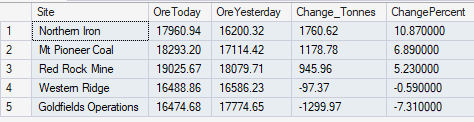 Site OreToday OreYesterday Change_Tonnes ChangePercent
1 Northern Iron 17960.94 16200.32 1760.62 10.870000
2 Mt Pioneer Coal 18293.20 17114.42 1178.78 6.890000
3 Red Rock Mine 19025.67 18079.71 945.96 5.230000
4 Western Ridge 16488.86 16586.23 -97.37 -0.590000
5 Goldfields Operations 16474.68 17774.65 -1299.97 -7.310000